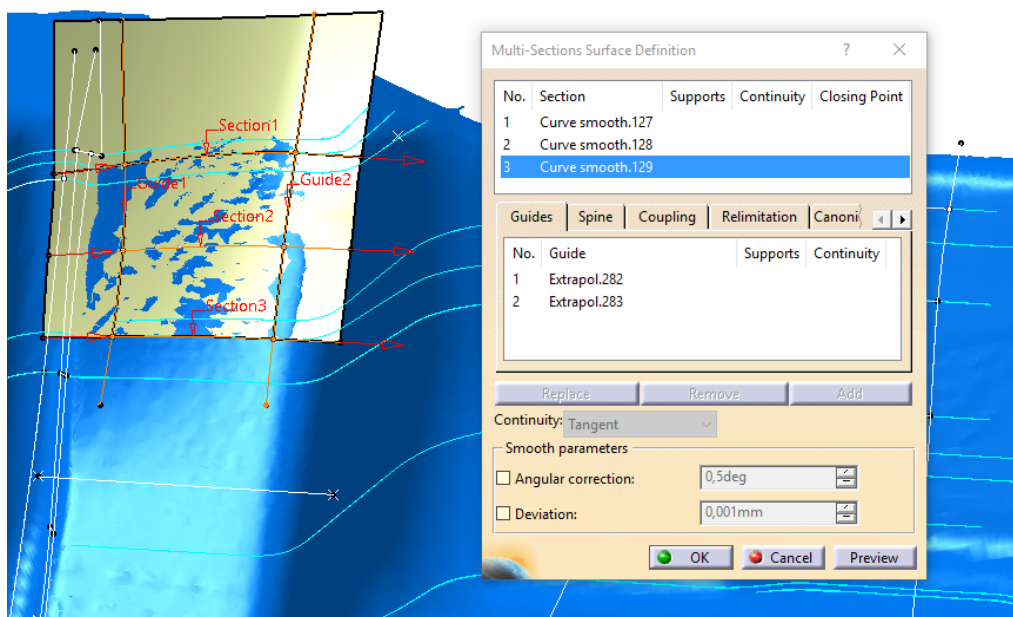 Multi-Sections Surface Definition ? ×
No. Section Supports Continuity Closing Point
1 Curve smooth.127
2 Curve smooth.128
3 Curve smooth.129
Guides Spine Coupling Relimitation Canoni
No. Guide Supports Continuity
1 Extrapol.282
2 Extrapol.283
Replace Remove Add
Continuity: Tangent
Smooth parameters
Angular correction: 0,5deg
Deviation: 0,001mm
OK Cancel Preview
Section1
Guide1
Guide2
Section2
Section3